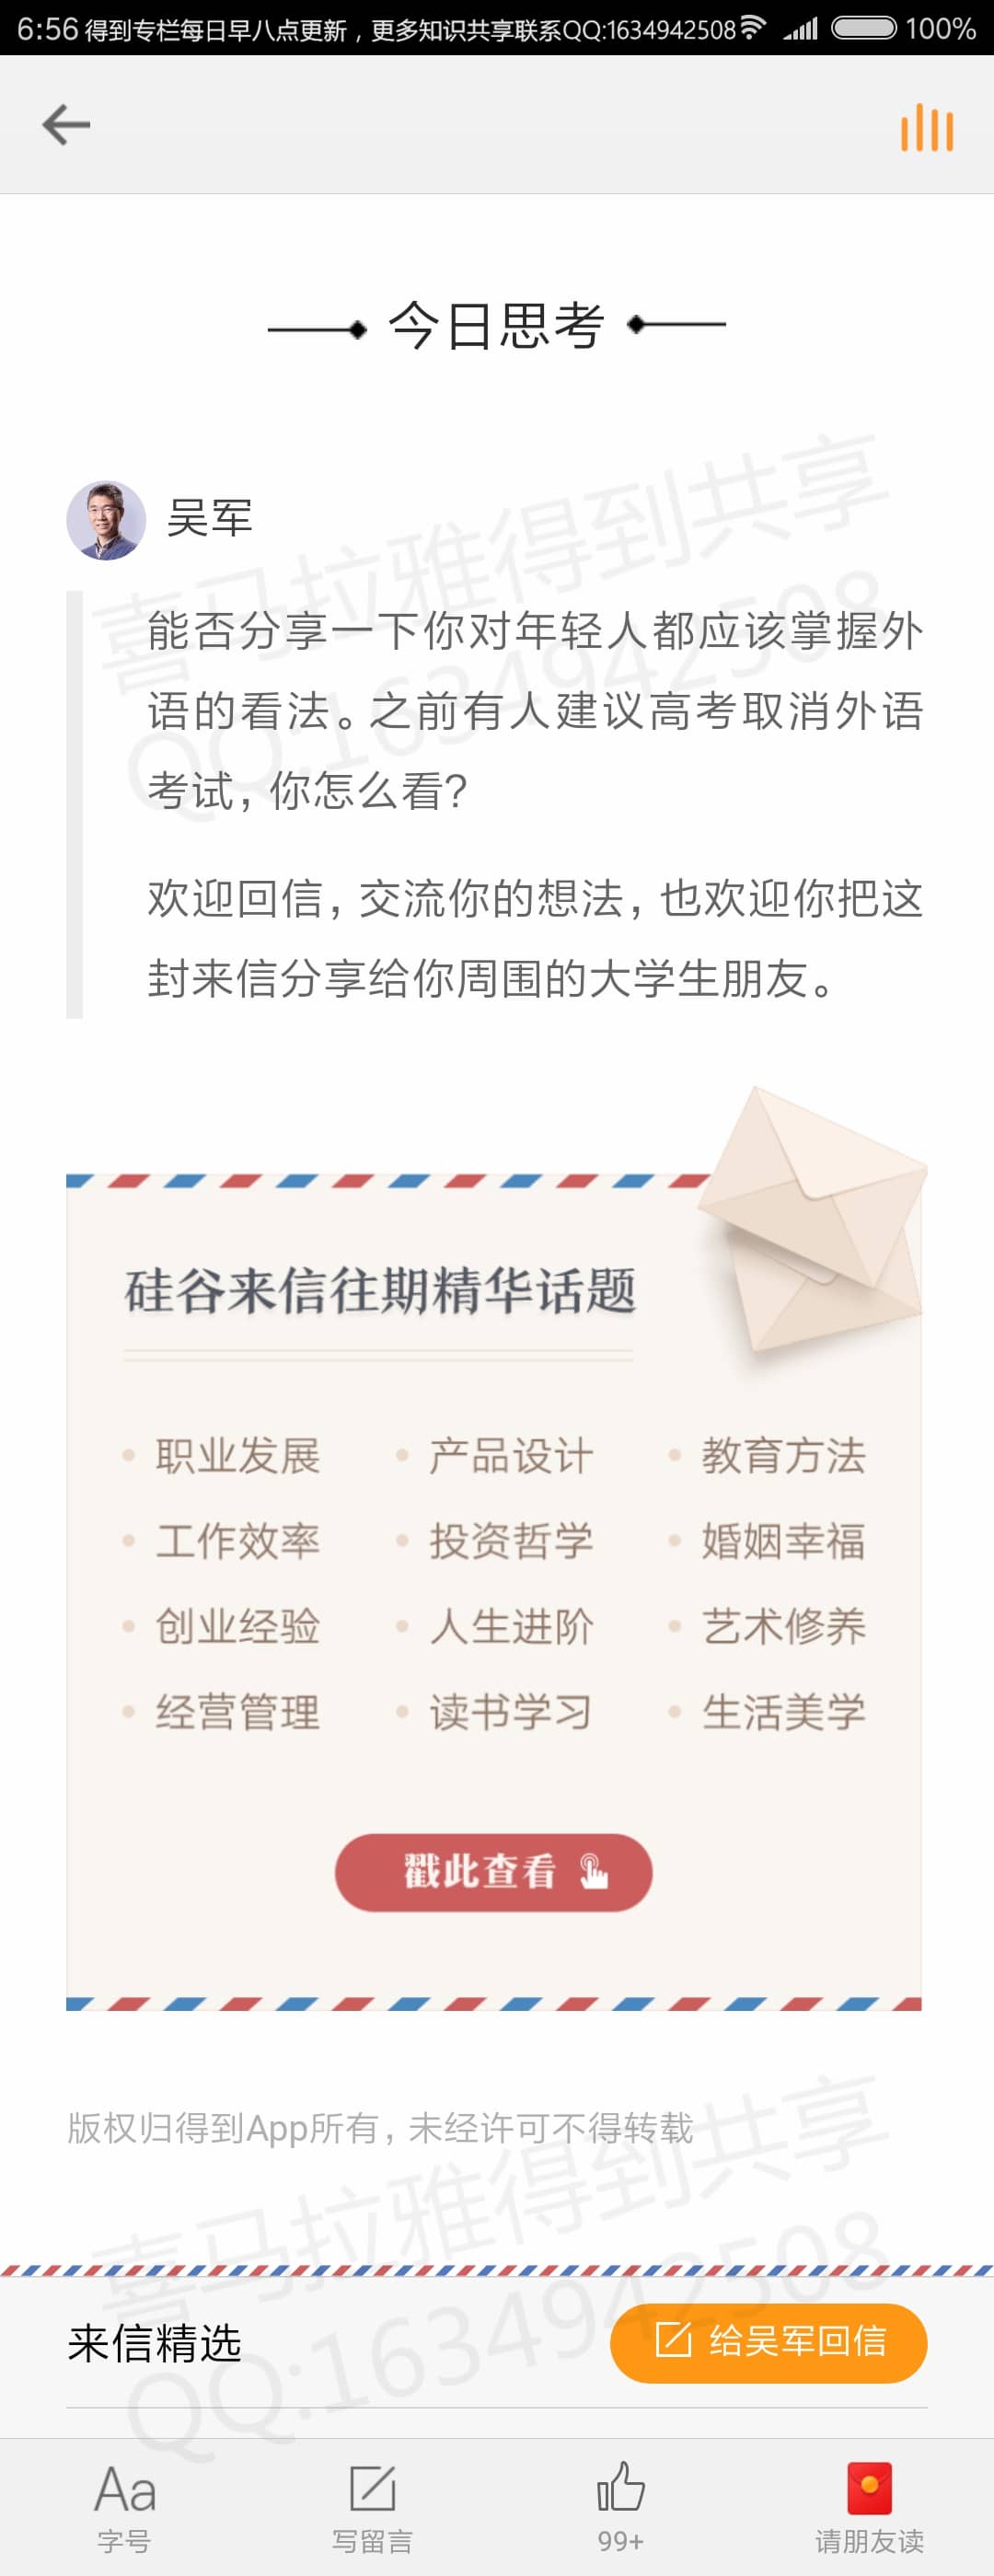 6:56 得到专栏每日早八点更新，更多知识共享联系QQ:1634942508 100%
今日思考
吴军
能否分享一下你对年轻人都应该掌握外
语的看法。之前有人建议高考取消外语
考试，你怎么看？
欢迎回信，交流你的想法，也欢迎你把这
封来信分享给你周围的大学生朋友。
喜马拉雅得到共享
QQ:1634942508
硅谷来信往期精华话题
职业发展 产品设计 教育方法
工作效率 投资哲学 婚姻幸福
创业经验 人生进阶 艺术修养
经营管理 读书学习 生活美学
戳此查看
版权归得到App所有，未经许可不得转载
喜马拉雅得到共享
QQ:1634942508
来信精选 给吴军回信
Aa
字号 写留言 99+ 请朋友读